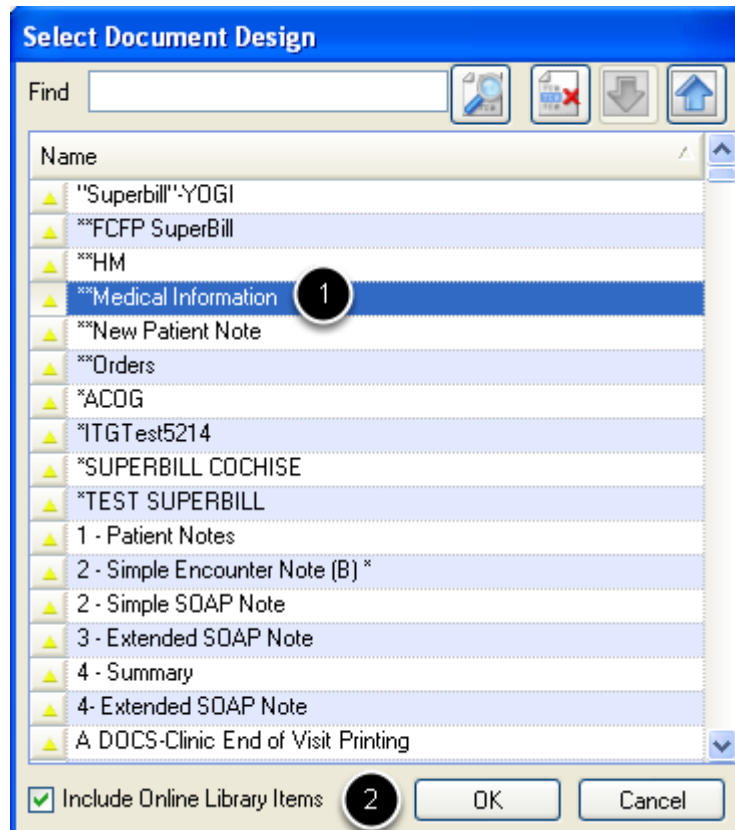 Select Document Design
Find
Name
"Superbill"-YOGI
**FCFP SuperBill
**HM
**Medical Information 1
**New Patient Note
**Orders
*ACOG
*ITGTest5214
*SUPERBILL COCHISE
*TEST SUPERBILL
1 - Patient Notes
2 - Simple Encounter Note (B) *
2 - Simple SOAP Note
3 - Extended SOAP Note
4 - Summary
4- Extended SOAP Note
A DOCS-Clinic End of Visit Printing
Include Online Library Items 2 OK Cancel